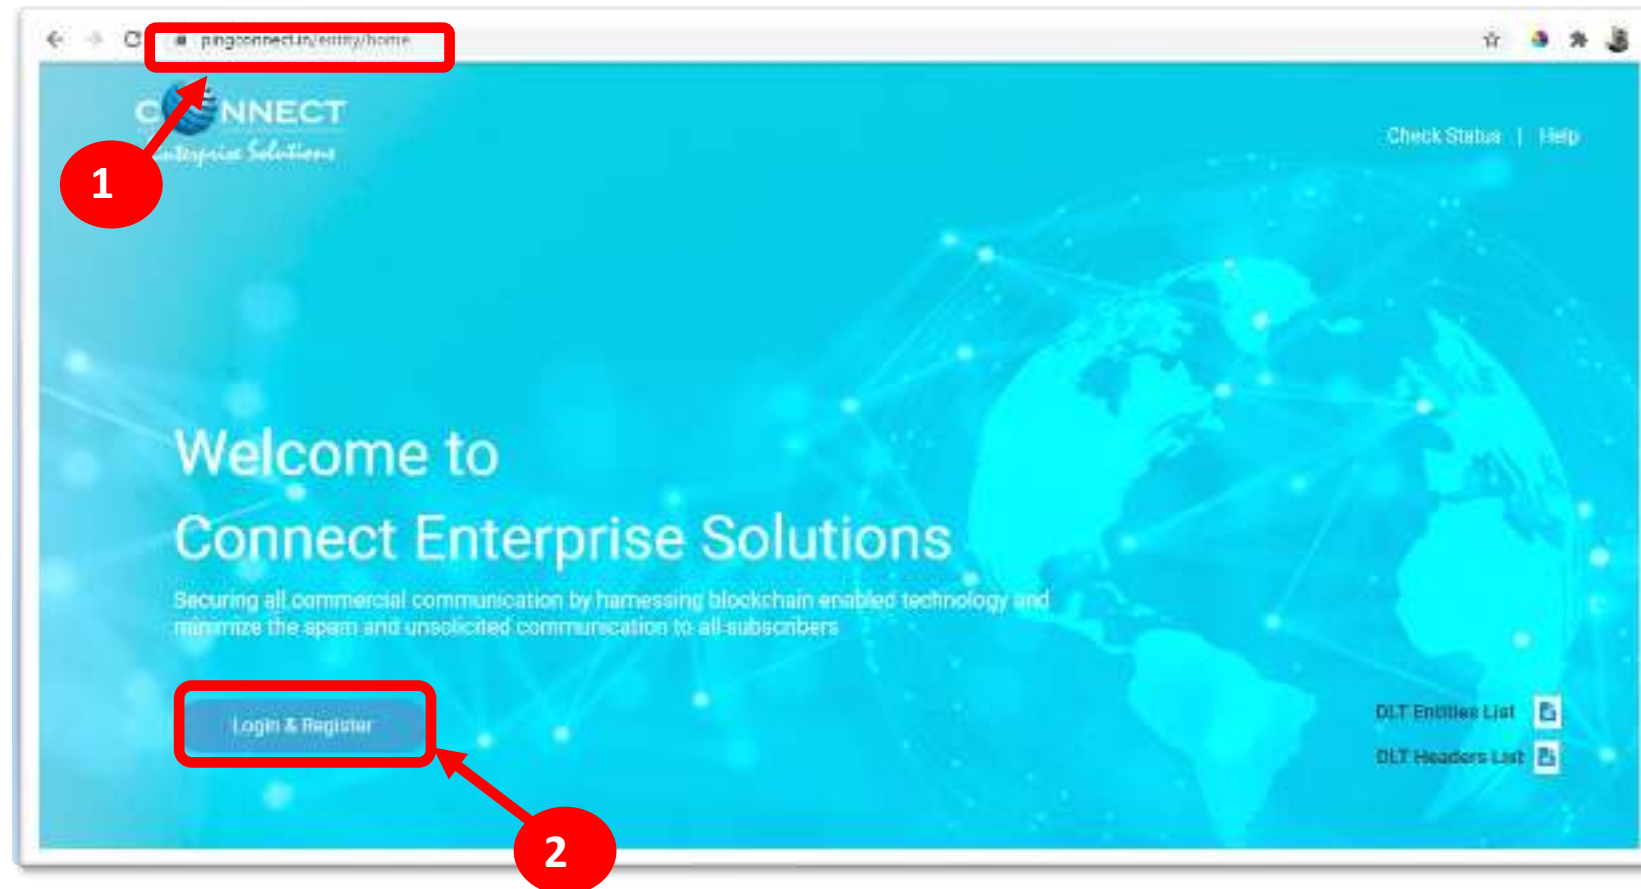 pingconnect.in/entity/home
CONNECT
Enterprise Solutions
Check Status | Help
1
Welcome to
Connect Enterprise Solutions
Securing all commercial communication by harnessing blockchain enabled technology and
minimize the spam and unsolicited communication to all subscribers
Login & Register
DLT Entities List
DLT Headers List
2